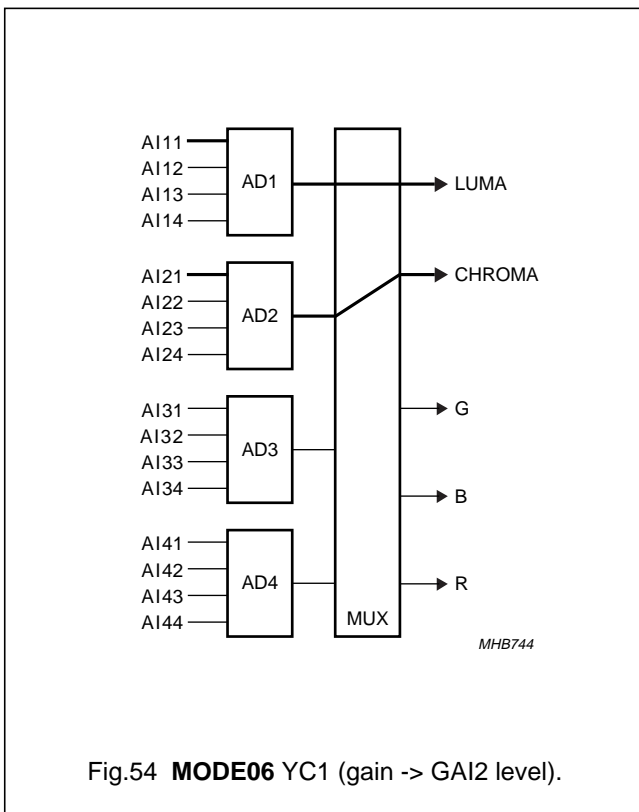 AI11
AI12
AI13
AI14
AD1
LUMA
AI21
AI22
AI23
AI24
AD2
CHROMA
AI31
AI32
AI33
AI34
AD3
G
B
AI41
AI42
AI43
AI44
AD4
R
MUX
MHB744
Fig.54 MODE06 YC1 (gain -> GAI2 level).